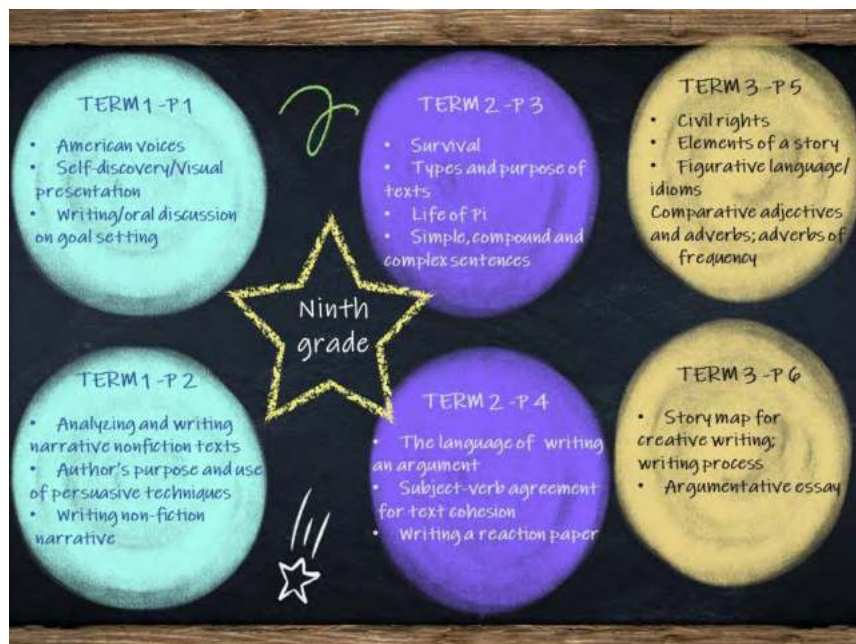 TERM 1 - P 1
• American voices
• Self-discovery/Visual
presentation
• Writing/oral discussion
on goal setting
TERM 1 - P 2
• Analyzing and writing
narrative nonfiction texts
• Author's purpose and use
of persuasive techniques
• Writing non-fiction
narrative
Ninth
grade
TERM 2 - P 3
• Survival
• Types and purpose of
texts
• Life of Pi
• Simple, compound and
complex sentences
TERM 2 - P 4
• The language of writing
an argument
• Subject-verb agreement
for text cohesion
• Writing a reaction paper
TERM 3 - P 5
• Civil rights
• Elements of a story
• Figurative language/
idioms
Comparative adjectives
and adverbs; adverbs of
frequency
TERM 3 - P 6
• Story map for
creative writing;
writing process
• Argumentative essay